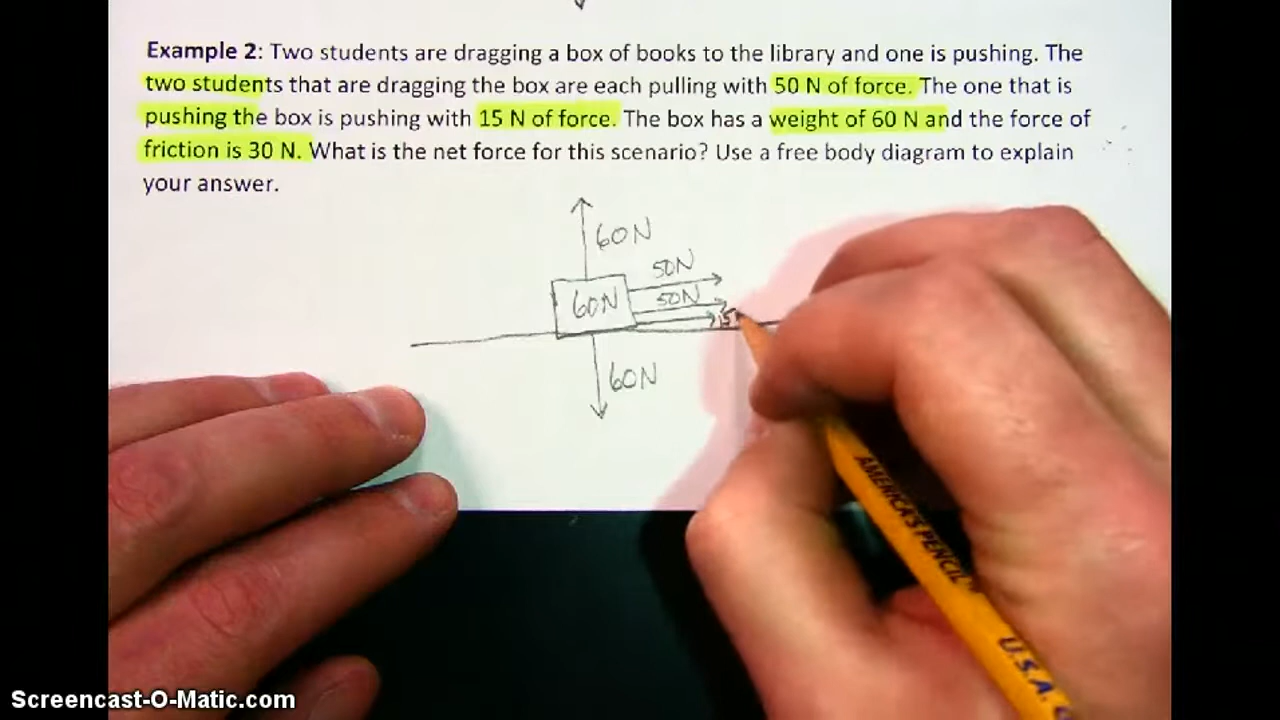 Example 2: Two students are dragging a box of books to the library and one is pushing. The
two students that are dragging the box are each pulling with 50 N of force. The one that is
pushing the box is pushing with 15 N of force. The box has a weight of 60 N and the force of
friction is 30 N. What is the net force for this scenario? Use a free body diagram to explain
your answer.
60N
50N
60N
50N
15
60N
AMERICA'S PENCIL
U.S.A.
Screencast-O-Matic.com